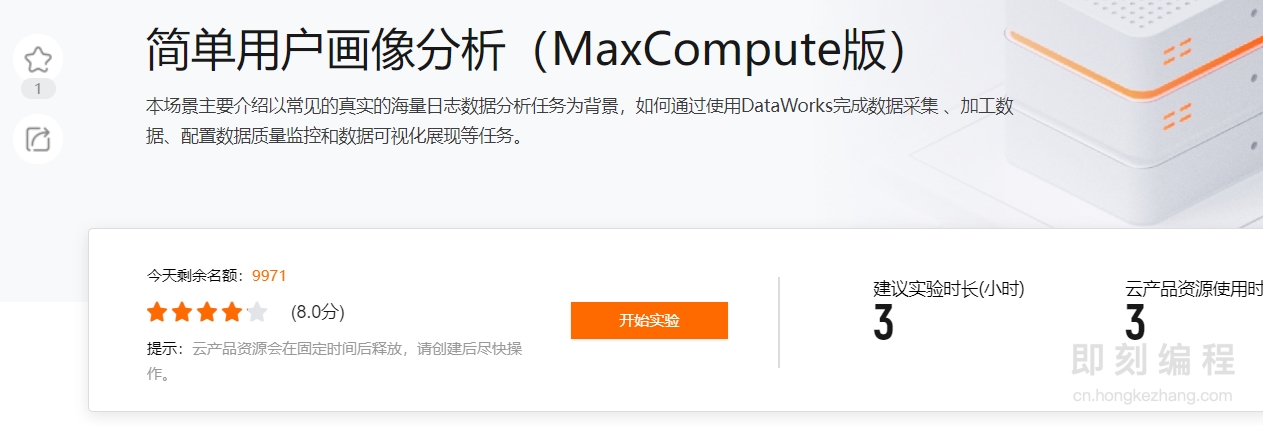 简单用户画像分析（MaxCompute版）
1
本场景主要介绍以常见的真实的海量日志数据分析任务为背景，如何通过使用DataWorks完成数据采集 、加工数
据、配置数据质量监控和数据可视化展现等任务。
今天剩余名额：9971
(8.0分)
提示：云产品资源会在固定时间后释放，请创建后尽快操
作。
开始实验
建议实验时长(小时)
3
云产品资源使用时
3
即刻编程
cn.hongkezhang.com